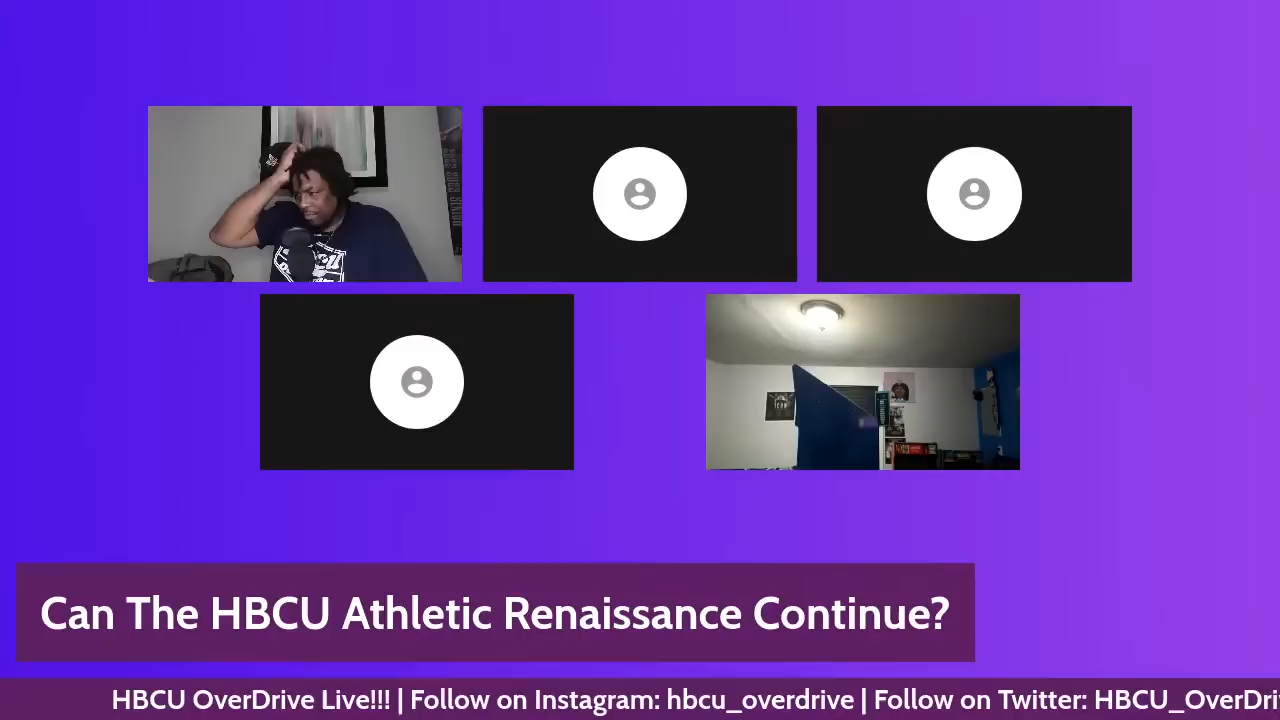 Can The HBCU Athletic Renaissance Continue?
HBCU OverDrive Live!!! | Follow on Instagram: hbcu_overdrive | Follow on Twitter: HBCU_OverDri